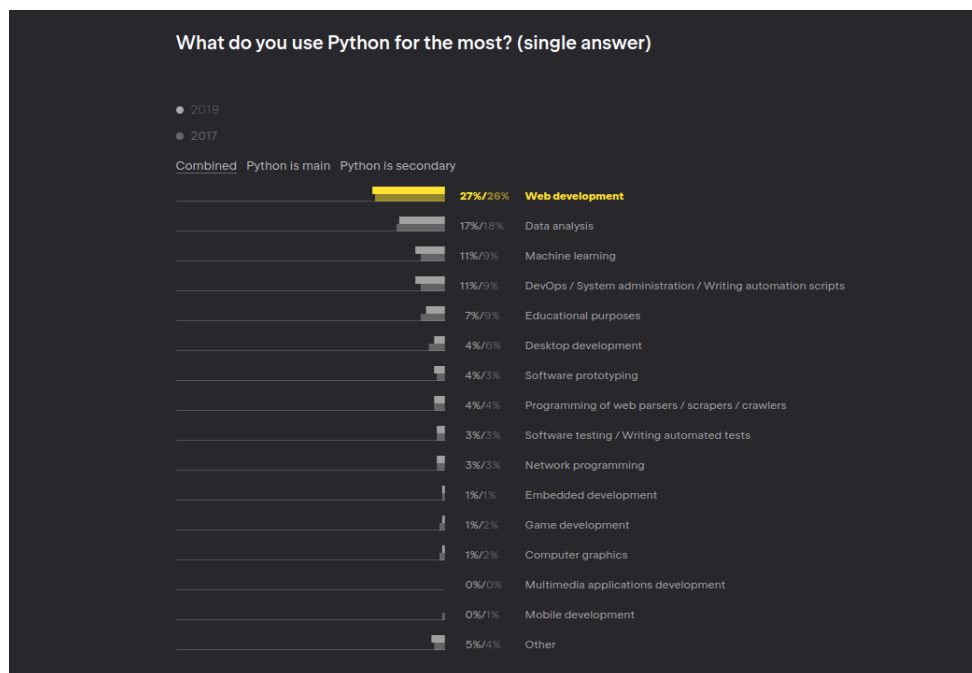 What do you use Python for the most? (single answer)
2018
2017
Combined Python is main Python is secondary
27%/26% Web development
17%/18% Data analysis
11%/9% Machine learning
11%/9% DevOps / System administration / Writing automation scripts
7%/9% Educational purposes
4%/6% Desktop development
4%/3% Software prototyping
4%/4% Programming of web parsers / scrapers / crawlers
3%/3% Software testing / Writing automated tests
3%/3% Network programming
1%/1% Embedded development
1%/2% Game development
1%/2% Computer graphics
0%/0% Multimedia applications development
0%/1% Mobile development
5%/4% Other